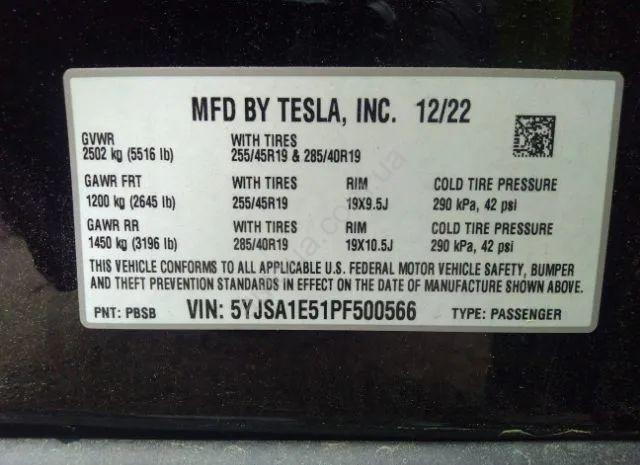 MFD BY TESLA, INC. 12/22
GVWR WITH TIRES
2502 kg (5516 lb) 255/45R19 & 285/40R19
GAWR FRT WITH TIRES RIM COLD TIRE PRESSURE
1200 kg (2645 lb) 255/45R19 19X9.5J 290 kPa, 42 psi
GAWR RR WITH TIRES RIM COLD TIRE PRESSURE
1450 kg (3196 lb) 285/40R19 19X10.5J 290 kPa, 42 psi
THIS VEHICLE CONFORMS TO ALL APPLICABLE U.S. FEDERAL MOTOR VEHICLE SAFETY, BUMPER
AND THEFT PREVENTION STANDARDS IN EFFECT ON THE DATE OF MANUFACTURE SHOWN ABOVE.
PNT: PBSB VIN: 5YJSA1E51PF500566 TYPE: PASSENGER